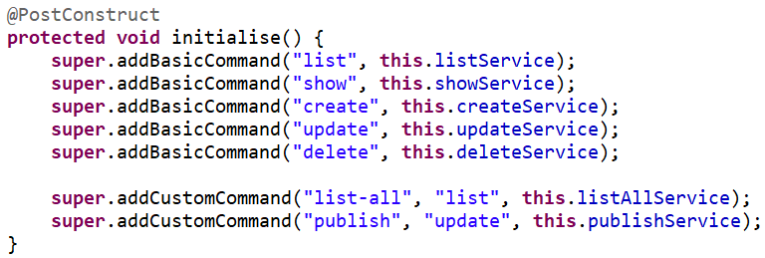 @PostConstruct
protected void initialise() {
    super.addBasicCommand("list", this.listService);
    super.addBasicCommand("show", this.showService);
    super.addBasicCommand("create", this.createService);
    super.addBasicCommand("update", this.updateService);
    super.addBasicCommand("delete", this.deleteService);

    super.addCustomCommand("list-all", "list", this.listAllService);
    super.addCustomCommand("publish", "update", this.publishService);
}